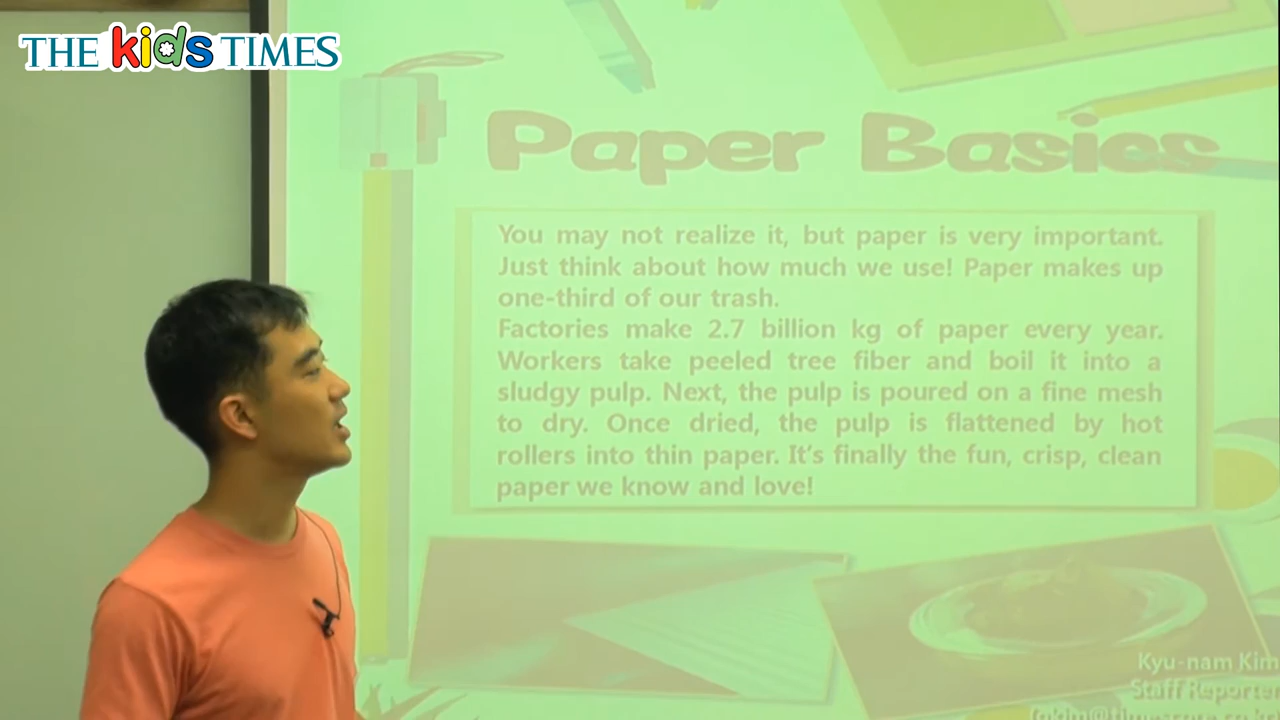 THE kids TIMES
Paper Basics
You may not realize it, but paper is very important.
Just think about how much we use! Paper makes up
one-third of our trash.
Factories make 2.7 billion kg of paper every year.
Workers take peeled tree fiber and boil it into a
sludgy pulp. Next, the pulp is poured on a fine mesh
to dry. Once dried, the pulp is flattened by hot
rollers into thin paper. It's finally the fun, crisp, clean
paper we know and love!
Kyu-nam Kim
Staff Reporter